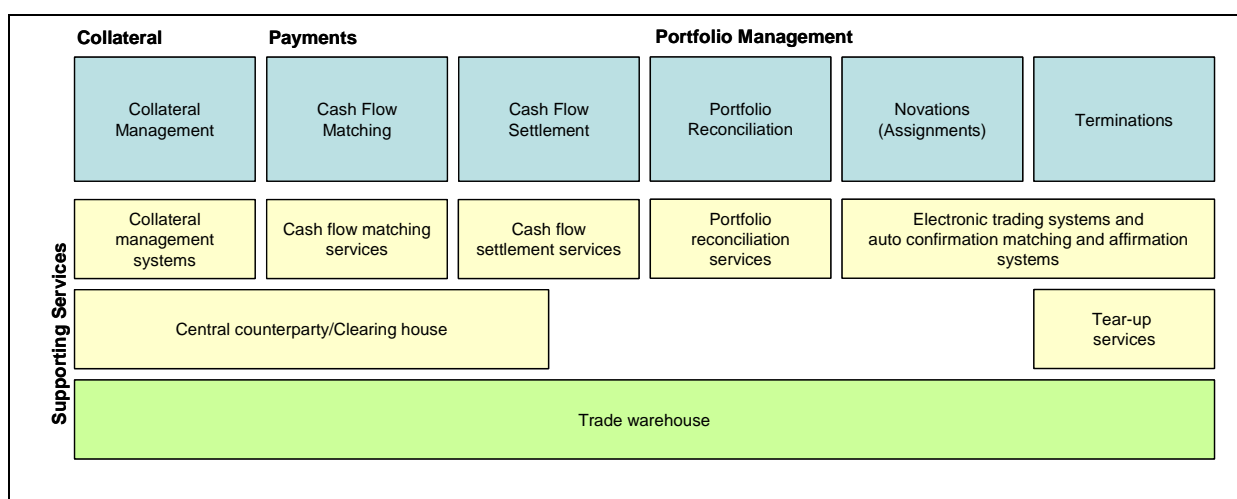 Collateral
Payments
Portfolio Management
Collateral
Management
Cash Flow
Matching
Cash Flow
Settlement
Portfolio
Reconciliation
Novations
(Assignments)
Terminations
Supporting Services
Collateral
management
systems
Cash flow matching
services
Cash flow
settlement services
Portfolio
reconciliation
services
Electronic trading systems and
auto confirmation matching and affirmation
systems
Central counterparty/Clearing house
Tear-up
services
Trade warehouse